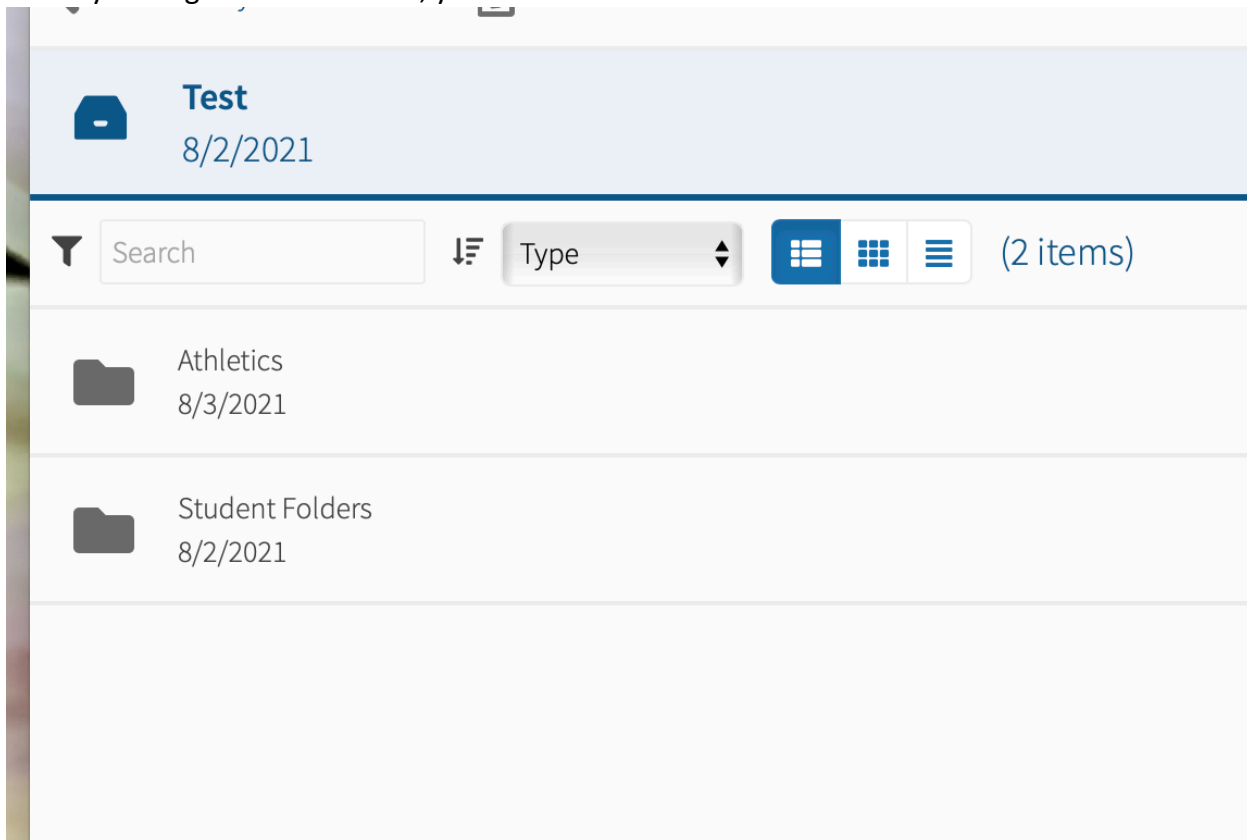 Test
8/2/2021
Search
Type
(2 items)
Athletics
8/3/2021
Student Folders
8/2/2021